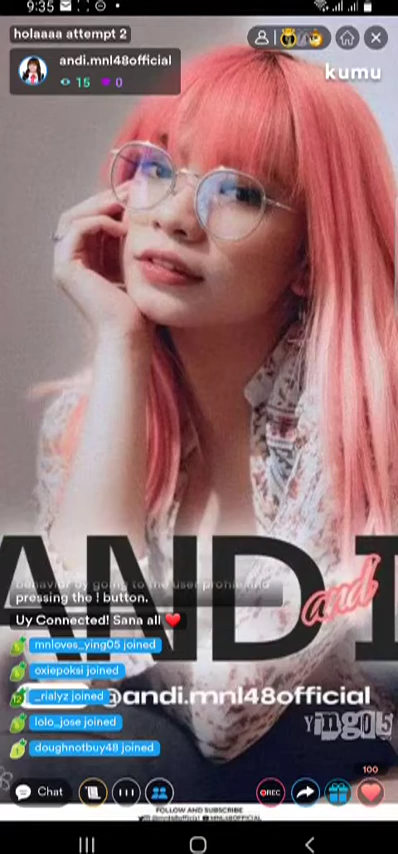 9:35
holaaaa attempt 2
andi.mnl48official
15 0
kumu
ANDI
and
behavior by going to the user profile and
pressing the ! button.
Uy Connected! Sana all
mnloves_ying05 joined
oxiepoksi joined
_rialyz joined
@andi.mnl48official
lolo_jose joined
Ying05
doughnotbuy48 joined
100
Chat
REC
FOLLOW AND SUBSCRIBE